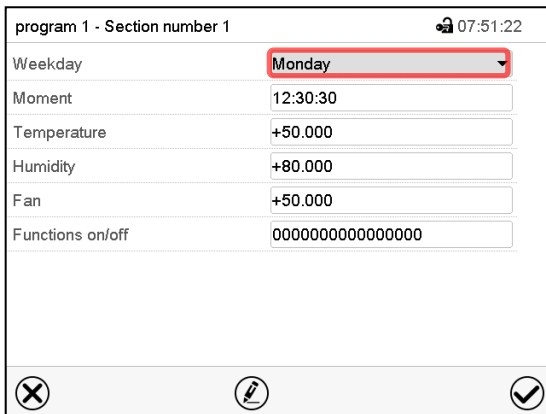 program 1 - Section number 1 07:51:22
Weekday Monday
Moment 12:30:30
Temperature +50.000
Humidity +80.000
Fan +50.000
Functions on/off 0000000000000000